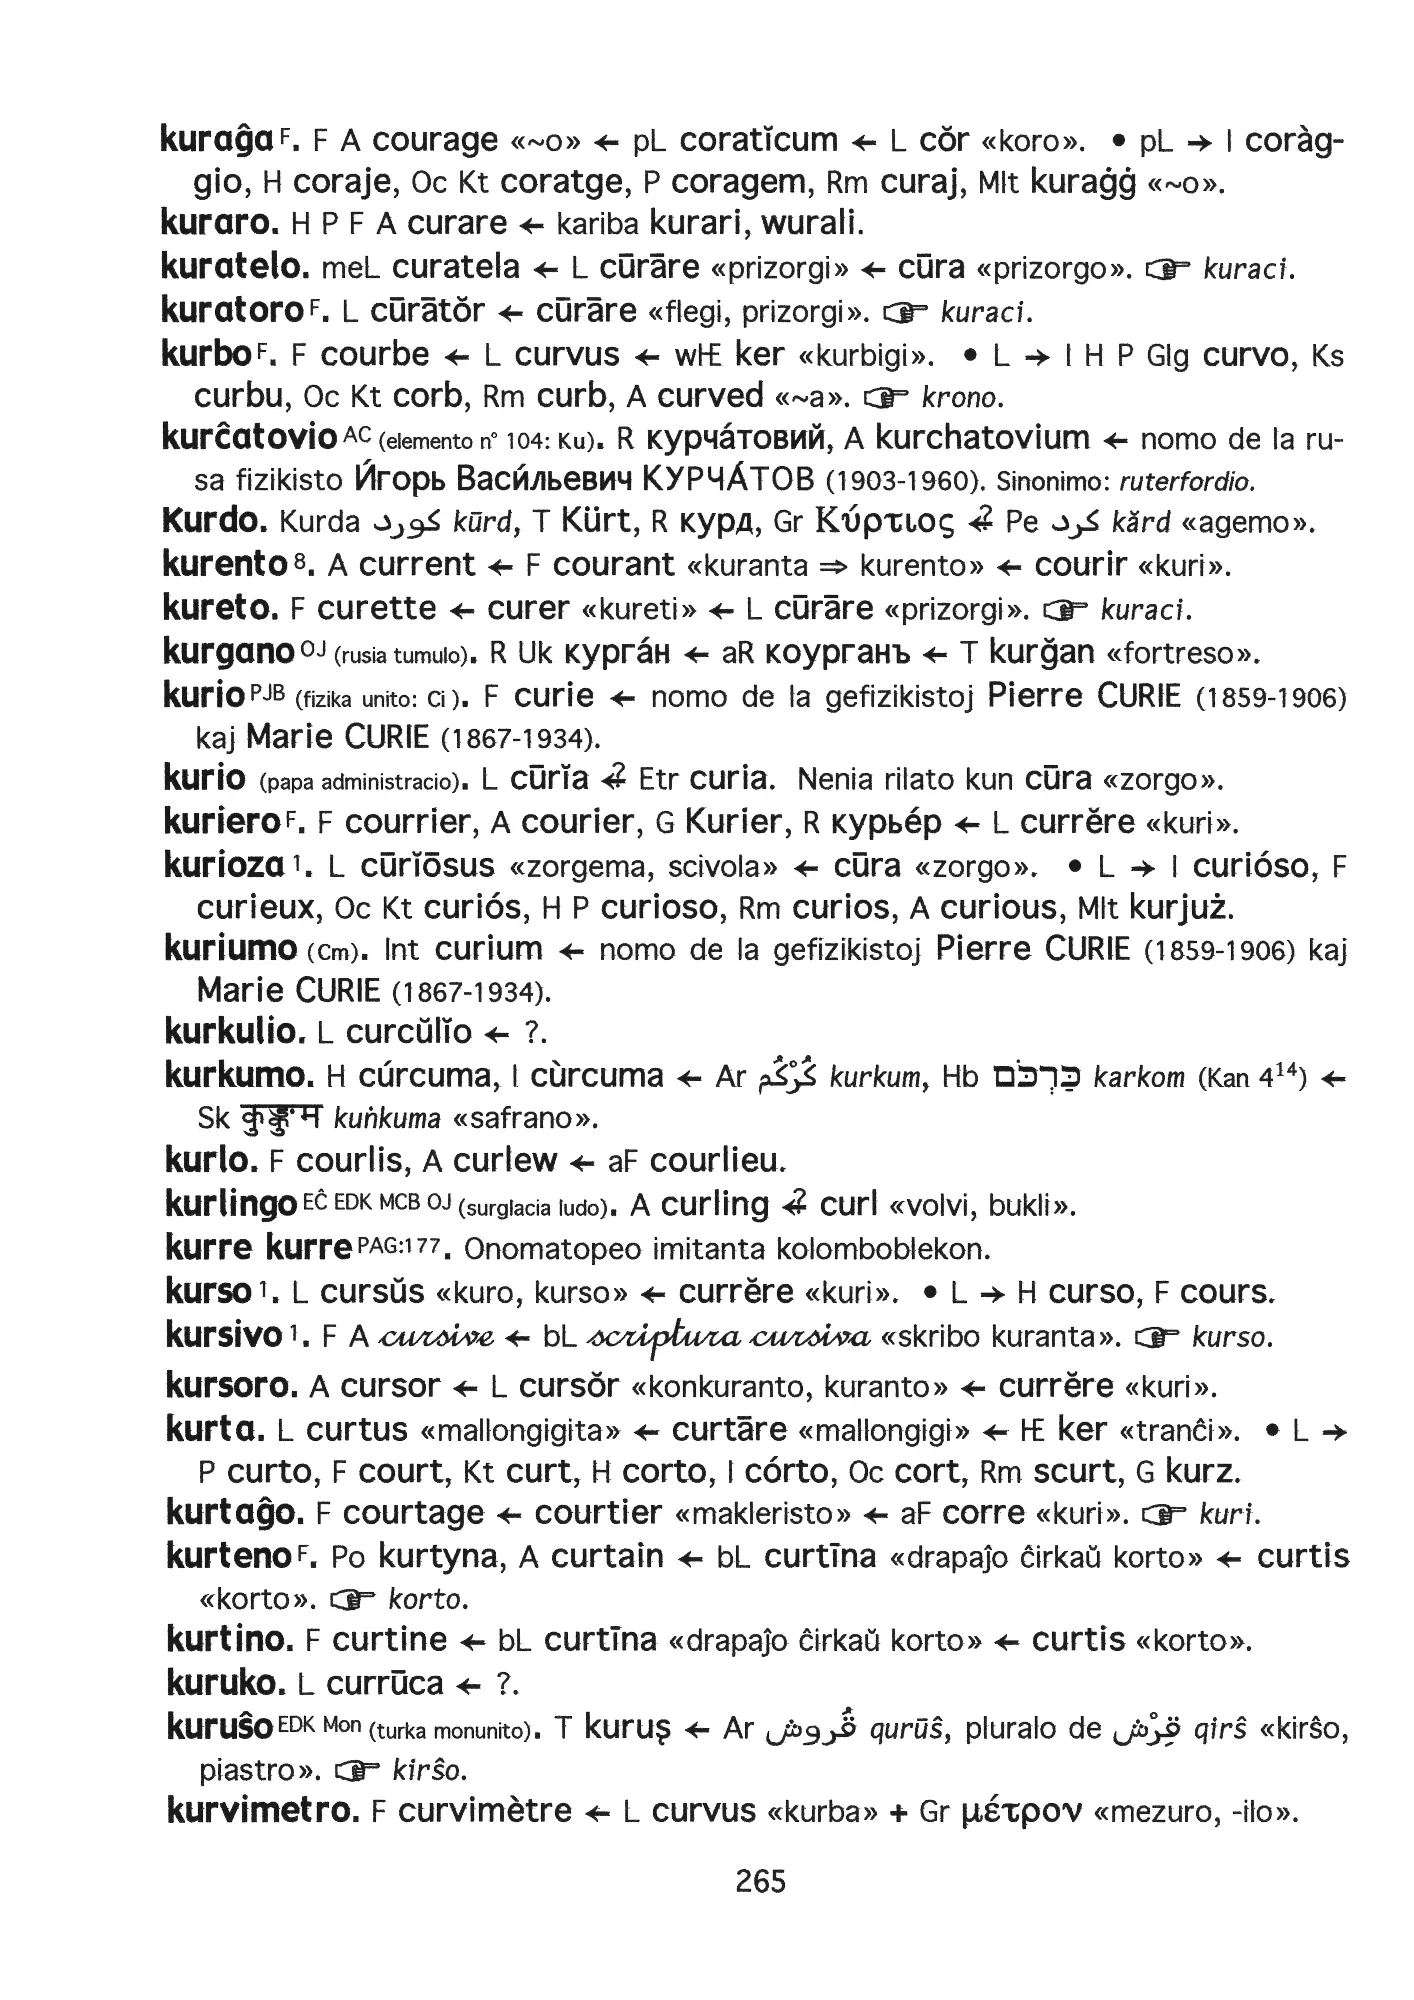 kuraĝa F. F A courage «~o» ← pL coratĭcum ← L cŏr «koro». • pL → I coràg-
gio, H coraje, Oc Kt coratge, P coragem, Rm curaj, Mlt kuraġġ «~o».
kuraro. H P F A curare ← kariba kurari, wurali.
kuratelo. meL curatela ← L cūrāre «prizorgi» ← cūra «prizorgo». ☞ kuraci.
kuratoro F. L cūrātŏr ← cūrāre «flegi, prizorgi». ☞ kuraci.
kurbo F. F courbe ← L curvus ← wHE ker «kurbigi». • L → I H P Glg curvo, Ks
curbu, Oc Kt corb, Rm curb, A curved «~a». ☞ krono.
kurĉatovio AC (elemento n° 104: Ku). R курчáтовий, A kurchatovium ← nomo de la ru-
sa fizikisto И́горь Васи́льевич КУРЧÁТОВ (1903-1960). Sinonimo: ruterfordio.
Kurdo. Kurda كورد kūrd, T Kürt, R курд, Gr Κύρτιος ←? Pe كرد kărd «agemo».
kurento 8. A current ← F courant «kuranta ⇒ kurento» ← courir «kuri».
kureto. F curette ← curer «kureti» ← L cūrāre «prizorgi». ☞ kuraci.
kurgano OJ (rusia tumulo). R Uk кургáн ← aR коурганъ ← T kurğan «fortreso».
kurio PJB (fizika unito: Ci). F curie ← nomo de la gefizikistoj Pierre CURIE (1859-1906)
kaj Marie CURIE (1867-1934).
kurio (papa administracio). L cūrĭa ←? Etr curia. Nenia rilato kun cūra «zorgo».
kuriero F. F courrier, A courier, G Kurier, R курьéр ← L currĕre «kuri».
kurioza 1. L cūrĭōsus «zorgema, scivola» ← cūra «zorgo». • L → I curióso, F
curieux, Oc Kt curiós, H P curioso, Rm curios, A curious, Mlt kurjuż.
kuriumo (Cm). Int curium ← nomo de la gefizikistoj Pierre CURIE (1859-1906) kaj
Marie CURIE (1867-1934).
kurkulio. L curcŭlĭo ← ?.
kurkumo. H cúrcuma, I cùrcuma ← Ar كُرْكُم kurkum, Hb כַּרְכֹּם karkom (Kan 4¹⁴) ←
Sk कुङ्कुम kuṅkuma «safrano».
kurlo. F courlis, A curlew ← aF courlieu.
kurlingo EĈ EDK MCB OJ (surglacia ludo). A curling ←? curl «volvi, bukli».
kurre kurre PAG:177. Onomatopeo imitanta kolomboblekon.
kurso 1. L cursŭs «kuro, kurso» ← currĕre «kuri». • L → H curso, F cours.
kursivo 1. F A cursive ← bL scriptura cursiva «skribo kuranta». ☞ kurso.
kursoro. A cursor ← L cursŏr «konkuranto, kuranto» ← currĕre «kuri».
kurta. L curtus «mallongigita» ← curtāre «mallongigi» ← HE ker «tranĉi». • L →
P curto, F court, Kt curt, H corto, I córto, Oc cort, Rm scurt, G kurz.
kurtaĝo. F courtage ← courtier «makleristo» ← aF corre «kuri». ☞ kuri.
kurteno F. Po kurtyna, A curtain ← bL curtīna «drapaĵo ĉirkaŭ korto» ← curtis
«korto». ☞ korto.
kurtino. F curtine ← bL curtīna «drapaĵo ĉirkaŭ korto» ← curtis «korto».
kuruko. L currūca ← ?.
kuruŝo EDK Mon (turka monunito). T kuruş ← Ar قُروش qurūŝ, pluralo de قِرْش qirŝ «kirŝo,
piastro». ☞ kirŝo.
kurvimetro. F curvimètre ← L curvus «kurba» + Gr μέτρον «mezuro, -ilo».
265